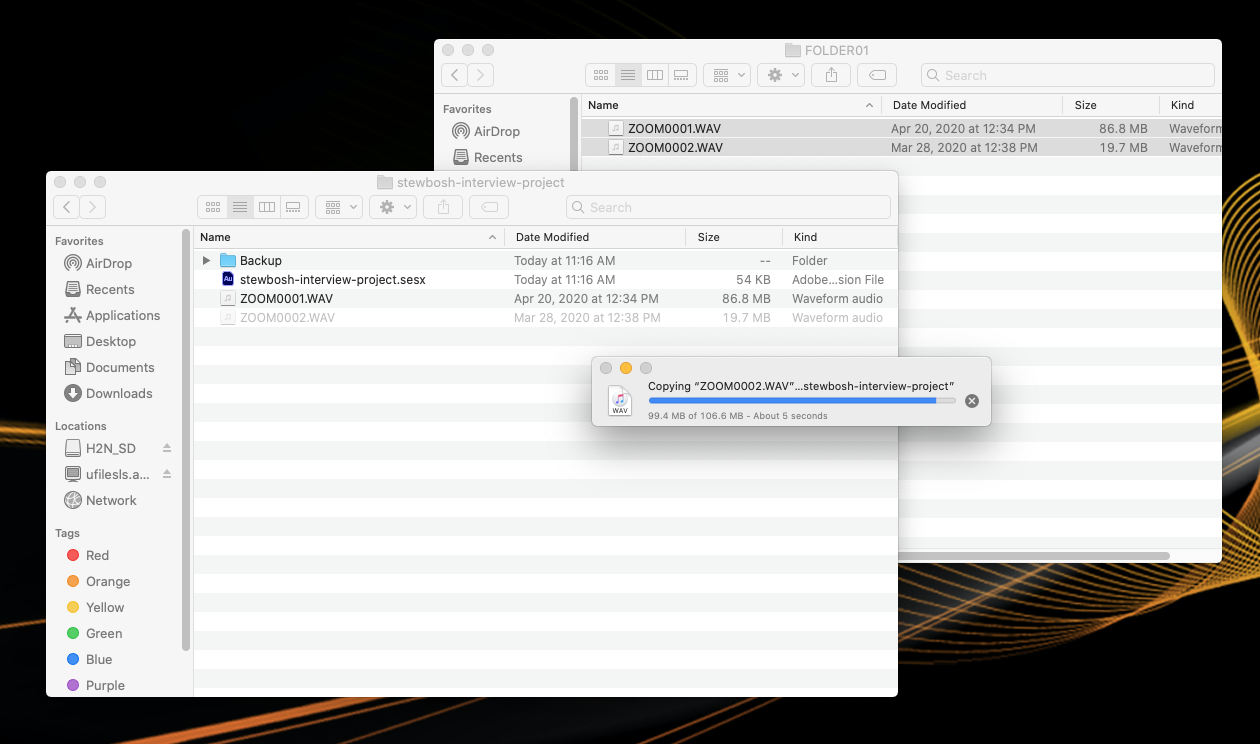 FOLDER01
Search
Favorites
AirDrop
Recents
Name Date Modified Size Kind
ZOOM0001.WAV Apr 20, 2020 at 12:34 PM 86.8 MB Waveform
ZOOM0002.WAV Mar 28, 2020 at 12:38 PM 19.7 MB Waveform
stewbosh-interview-project
Search
Favorites
AirDrop
Recents
Applications
Desktop
Documents
Downloads
Locations
H2N_SD
ufilesls.a...
Network
Tags
Red
Orange
Yellow
Green
Blue
Purple
Name Date Modified Size Kind
Backup Today at 11:16 AM -- Folder
Au stewbosh-interview-project.sesx Today at 11:16 AM 54 KB Adobe...sion File
ZOOM0001.WAV Apr 20, 2020 at 12:34 PM 86.8 MB Waveform audio
ZOOM0002.WAV Mar 28, 2020 at 12:38 PM 19.7 MB Waveform audio
Copying “ZOOM0002.WAV”...stewbosh-interview-project”
WAV
99.4 MB of 106.6 MB - About 5 seconds